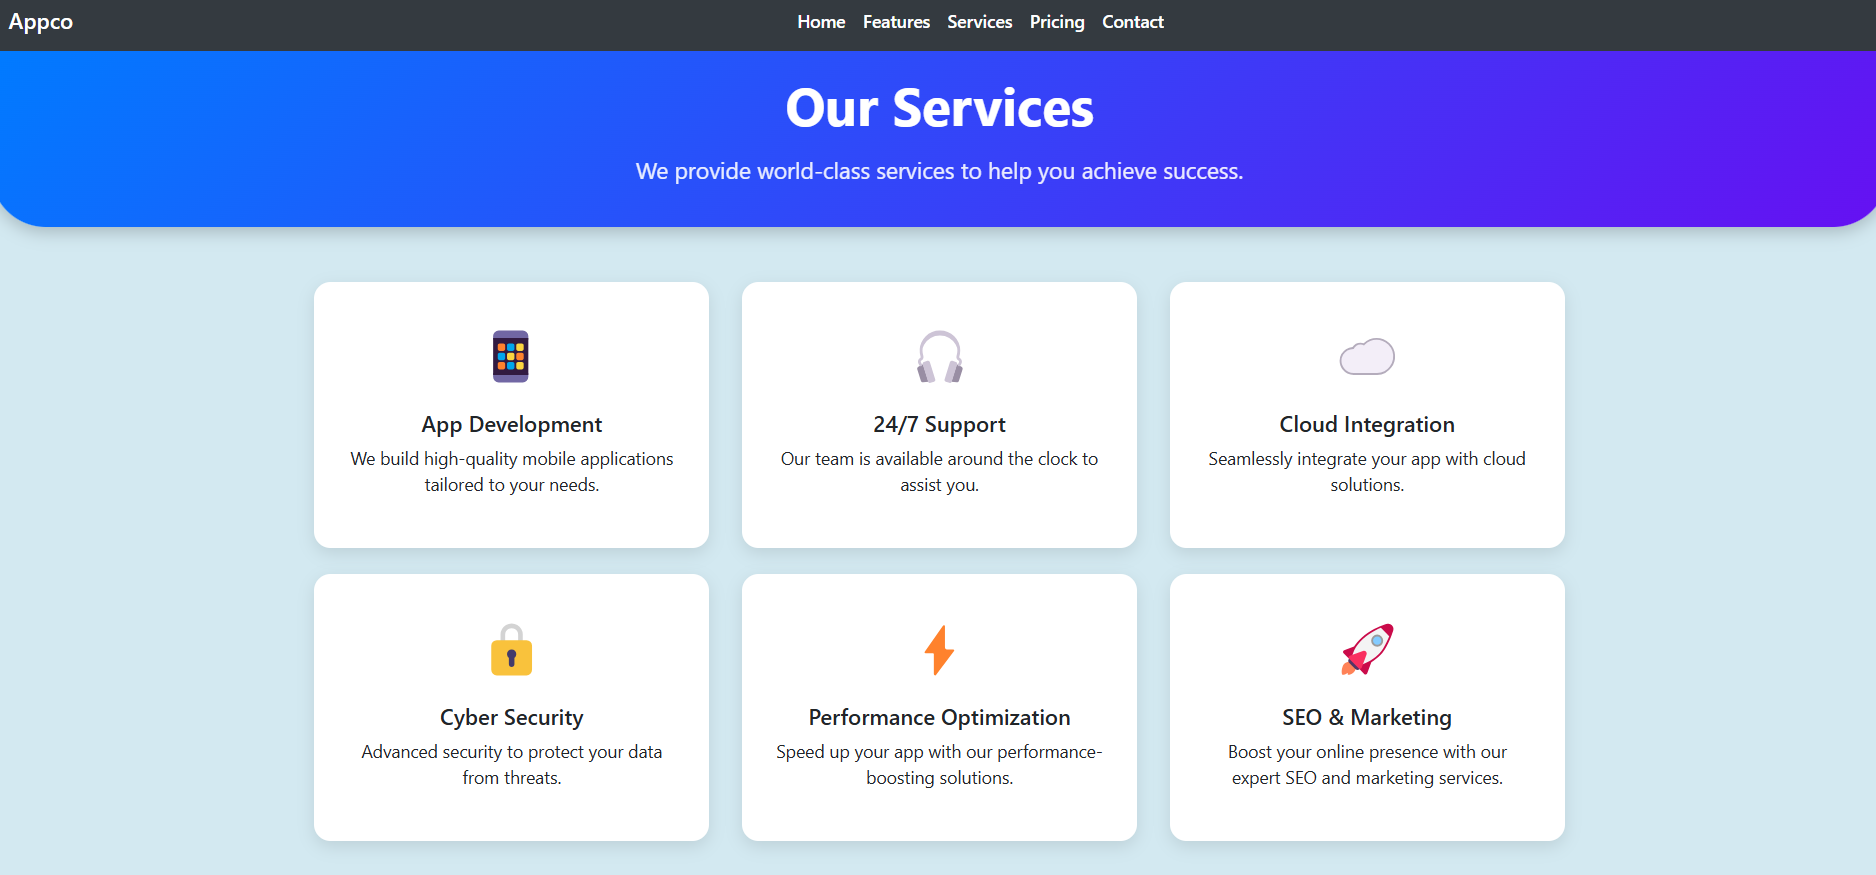 Appco
Home Features Services Pricing Contact
Our Services
We provide world-class services to help you achieve success.
App Development
We build high-quality mobile applications
tailored to your needs.
24/7 Support
Our team is available around the clock to
assist you.
Cloud Integration
Seamlessly integrate your app with cloud
solutions.
Cyber Security
Advanced security to protect your data
from threats.
Performance Optimization
Speed up your app with our performance-
boosting solutions.
SEO & Marketing
Boost your online presence with our
expert SEO and marketing services.